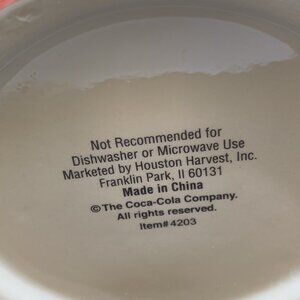 Not Recommended for
Dishwasher or Microwave Use
Marketed by Houston Harvest, Inc.
Franklin Park, Il 60131
Made in China
©The Coca-Cola Company.
All rights reserved.
Item#4203